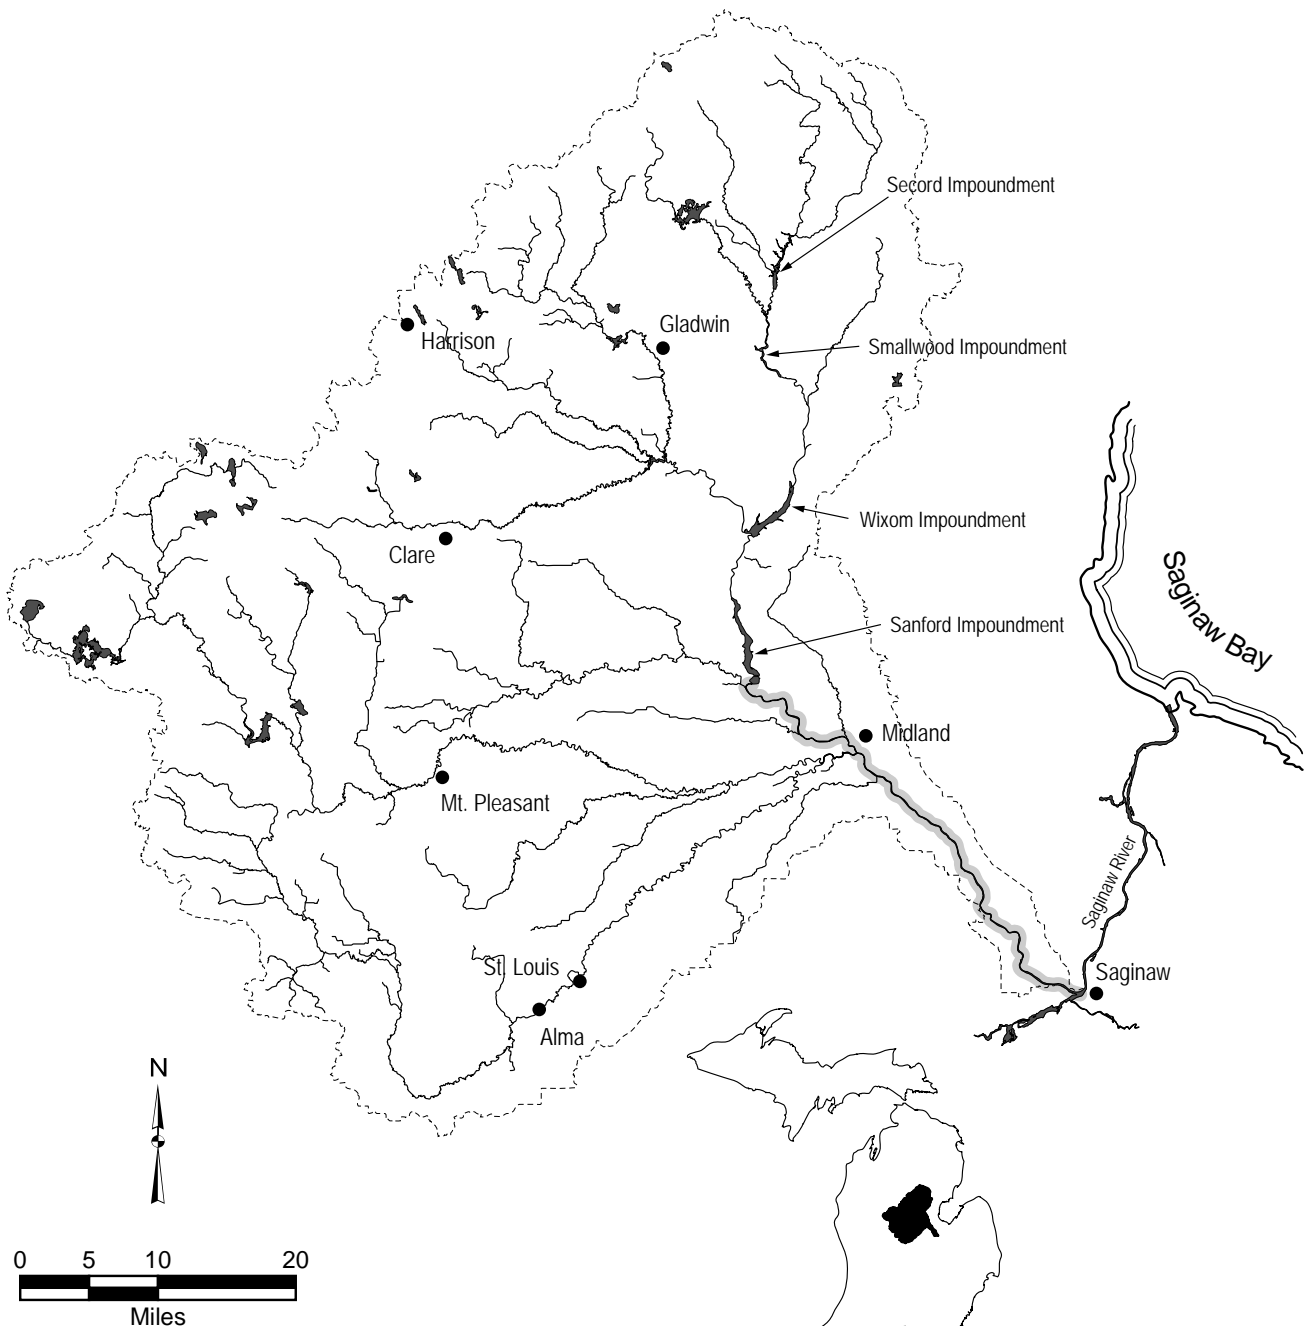 Secord Impoundment
Gladwin
Harrison
Smallwood Impoundment
Wixom Impoundment
Clare
Saginaw Bay
Sanford Impoundment
Midland
Mt. Pleasant
Saginaw River
St. Louis
Saginaw
Alma
N
0 5 10 20
Miles